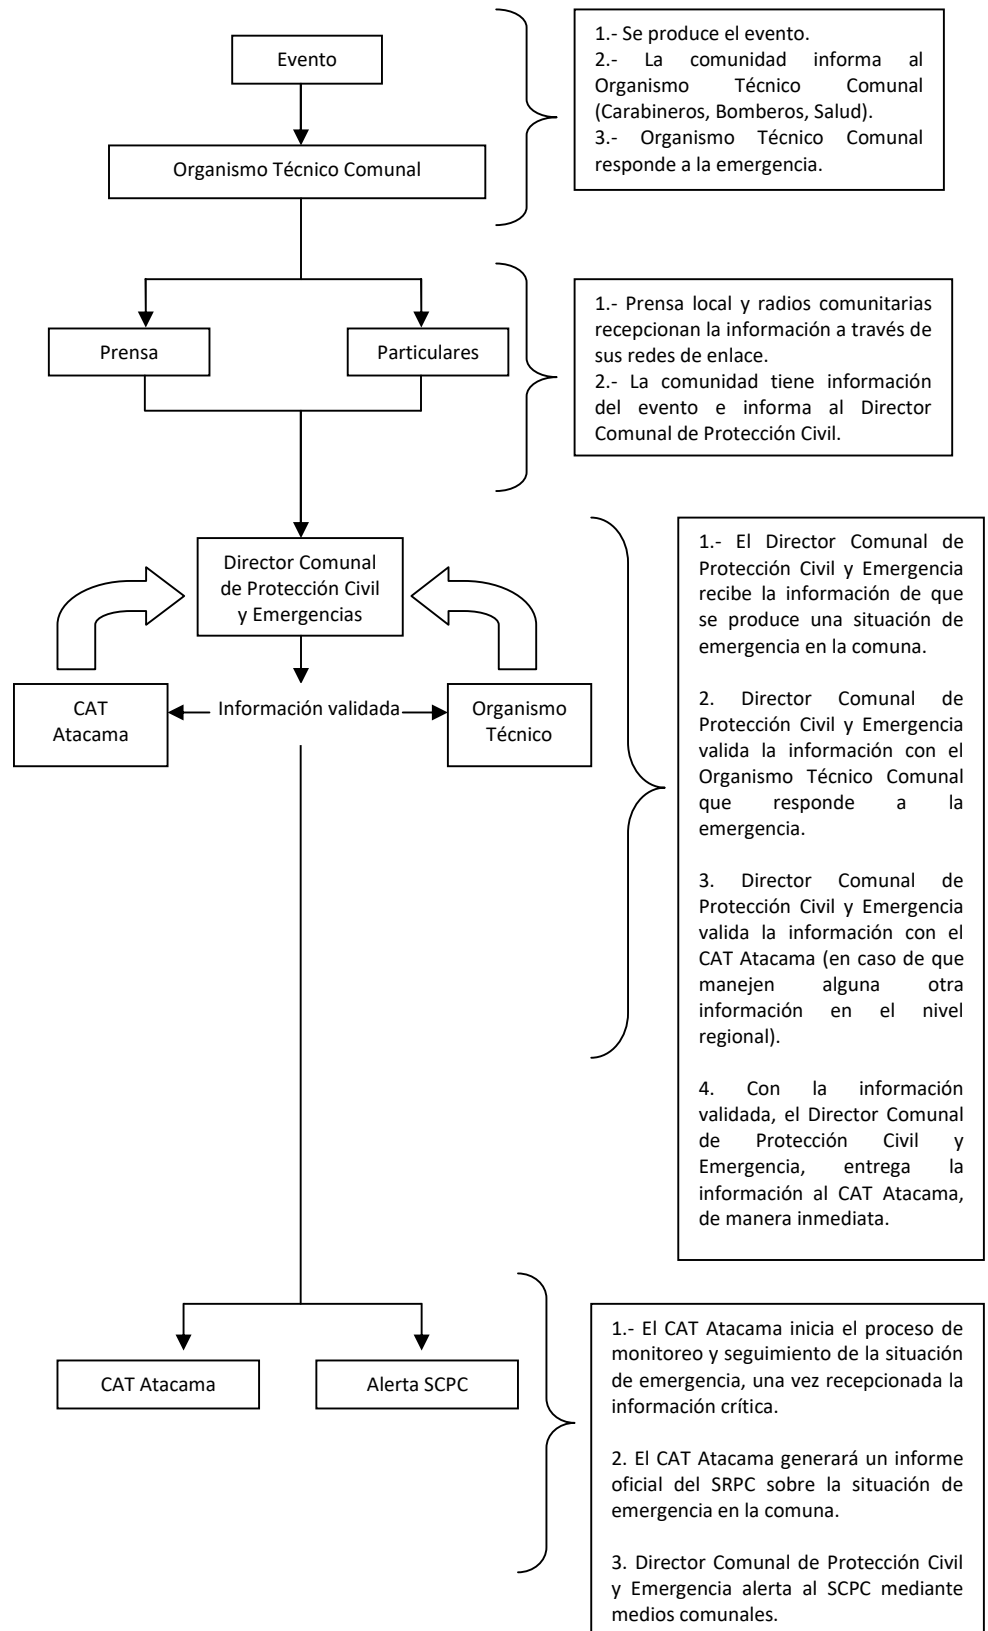 Evento
Organismo Técnico Comunal
1.- Se produce el evento.
2.- La comunidad informa al
Organismo Técnico Comunal
(Carabineros, Bomberos, Salud).
3.- Organismo Técnico Comunal
responde a la emergencia.
Prensa
Particulares
1.- Prensa local y radios comunitarias
recepcionan la información a través de
sus redes de enlace.
2.- La comunidad tiene información
del evento e informa al Director
Comunal de Protección Civil.
Director Comunal
de Protección Civil
y Emergencias
CAT
Atacama
Información validada
Organismo
Técnico
1.- El Director Comunal de
Protección Civil y Emergencia
recibe la información de que
se produce una situación de
emergencia en la comuna.
2. Director Comunal de
Protección Civil y Emergencia
valida la información con el
Organismo Técnico Comunal
que responde a la
emergencia.
3. Director Comunal de
Protección Civil y Emergencia
valida la información con el
CAT Atacama (en caso de que
manejen alguna otra
información en el nivel
regional).
4. Con la información
validada, el Director Comunal
de Protección Civil y
Emergencia, entrega la
información al CAT Atacama,
de manera inmediata.
CAT Atacama
Alerta SCPC
1.- El CAT Atacama inicia el proceso de
monitoreo y seguimiento de la situación
de emergencia, una vez recepcionada la
información crítica.
2. El CAT Atacama generará un informe
oficial del SRPC sobre la situación de
emergencia en la comuna.
3. Director Comunal de Protección Civil
y Emergencia alerta al SCPC mediante
medios comunales.